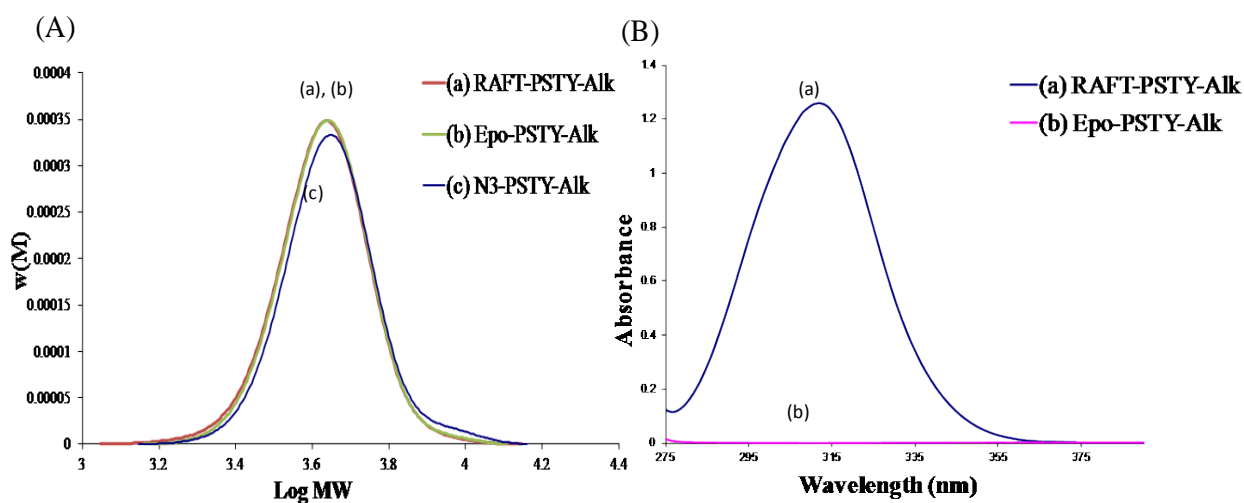 (A)
0.0004
0.00035
0.0003
0.00025
0.0002
0.00015
0.0001
0.00005
0
w(M)
3
3.2
3.4
3.6
3.8
4
4.2
4.4
Log MW
(a), (b)
(c)
(a) RAFT-PSTY-Alk
(b) Epo-PSTY-Alk
(c) N3-PSTY-Alk
(B)
1.4
1.2
1
0.8
0.6
0.4
0.2
0
Absorbance
275
295
315
335
355
375
Wavelength (nm)
(a)
(b)
(a) RAFT-PSTY-Alk
(b) Epo-PSTY-Alk